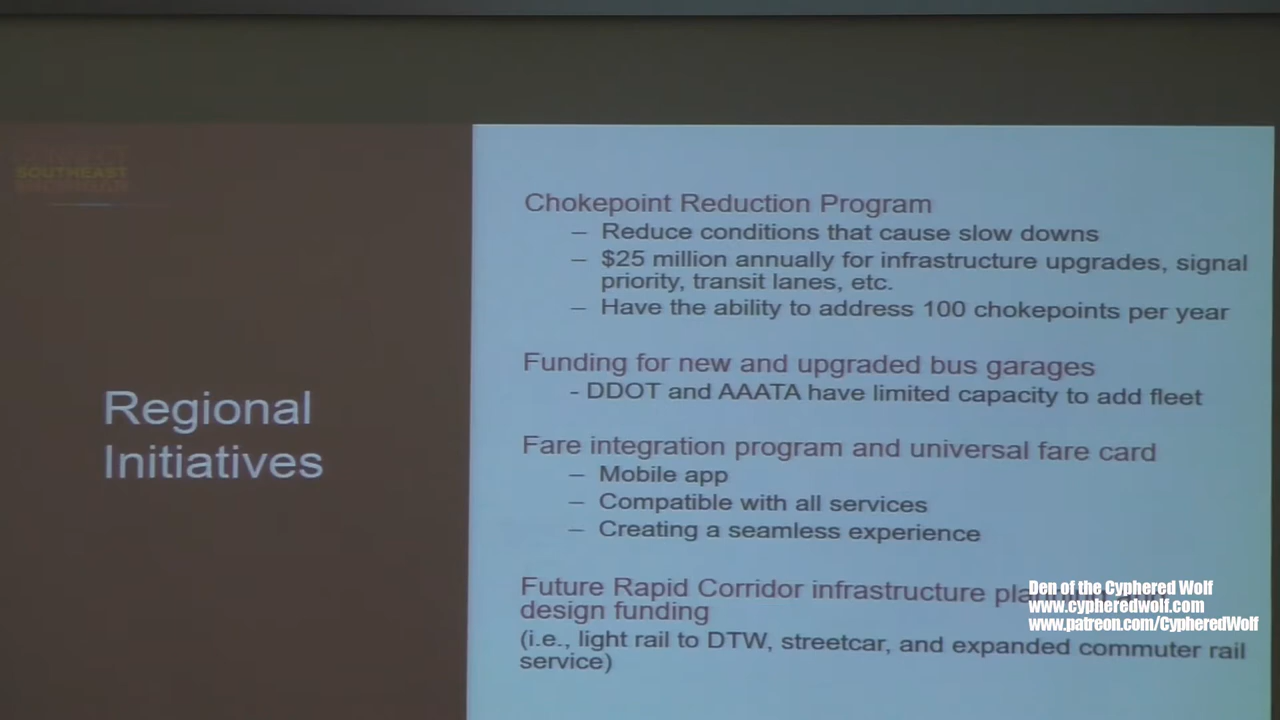 SOUTHEAST
MICHIGAN
Regional
Initiatives
Chokepoint Reduction Program
– Reduce conditions that cause slow downs
– $25 million annually for infrastructure upgrades, signal
priority, transit lanes, etc.
– Have the ability to address 100 chokepoints per year
Funding for new and upgraded bus garages
- DDOT and AAATA have limited capacity to add fleet
Fare integration program and universal fare card
– Mobile app
– Compatible with all services
– Creating a seamless experience
Future Rapid Corridor infrastructure planning and
design funding
(i.e., light rail to DTW, streetcar, and expanded commuter rail
service)
Den of the Cyphered Wolf
www.cypheredwolf.com
www.patreon.com/CypheredWolf